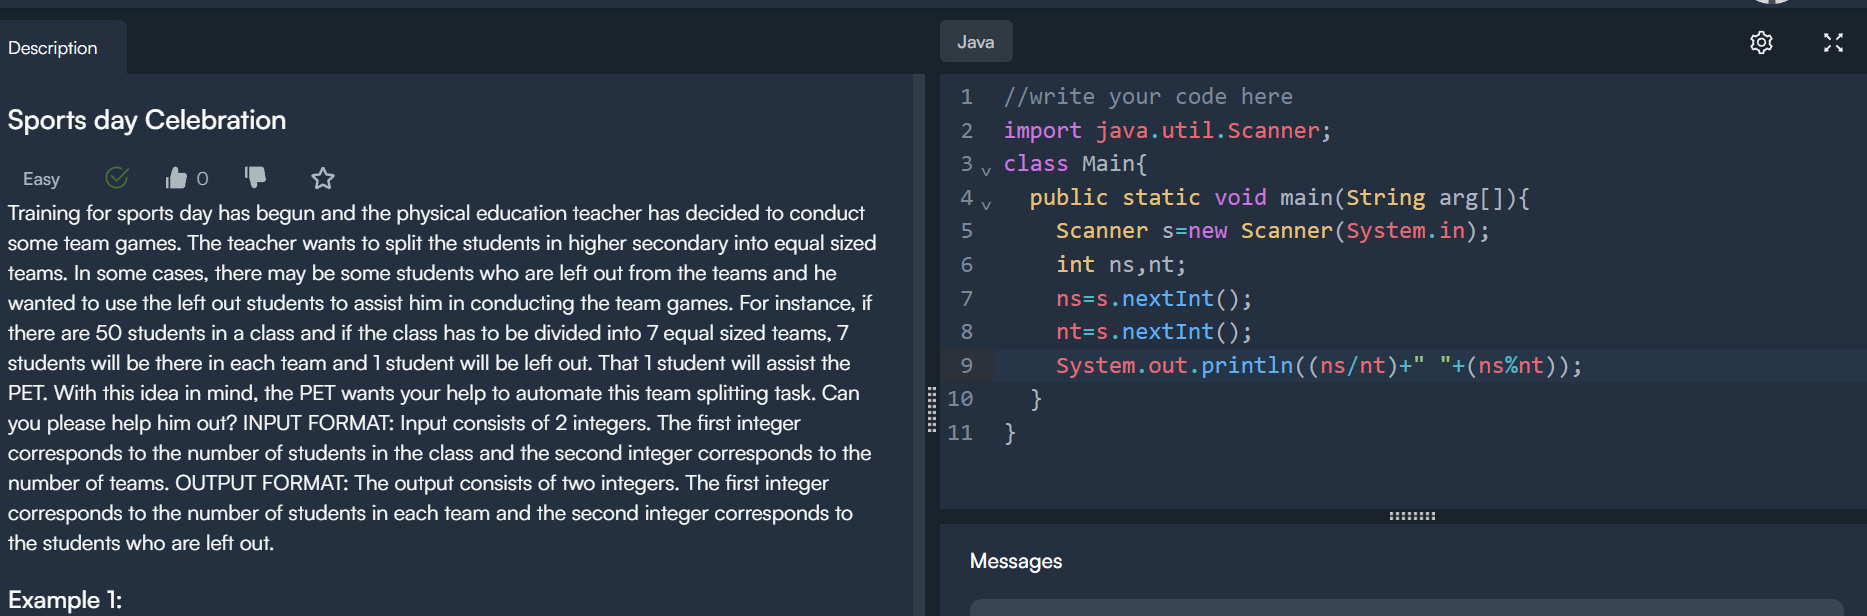 Description
Sports day Celebration
Easy 0
Training for sports day has begun and the physical education teacher has decided to conduct
some team games. The teacher wants to split the students in higher secondary into equal sized
teams. In some cases, there may be some students who are left out from the teams and he
wanted to use the left out students to assist him in conducting the team games. For instance, if
there are 50 students in a class and if the class has to be divided into 7 equal sized teams, 7
students will be there in each team and 1 student will be left out. That 1 student will assist the
PET. With this idea in mind, the PET wants your help to automate this team splitting task. Can
you please help him out? INPUT FORMAT: Input consists of 2 integers. The first integer
corresponds to the number of students in the class and the second integer corresponds to the
number of teams. OUTPUT FORMAT: The output consists of two integers. The first integer
corresponds to the number of students in each team and the second integer corresponds to
the students who are left out.
Example 1:
Java
1 //write your code here
2 import java.util.Scanner;
3 class Main{
4 public static void main(String arg[]){
5 Scanner s=new Scanner(System.in);
6 int ns,nt;
7 ns=s.nextInt();
8 nt=s.nextInt();
9 System.out.println((ns/nt)+" "+(ns%nt));
10 }
11 }
Messages